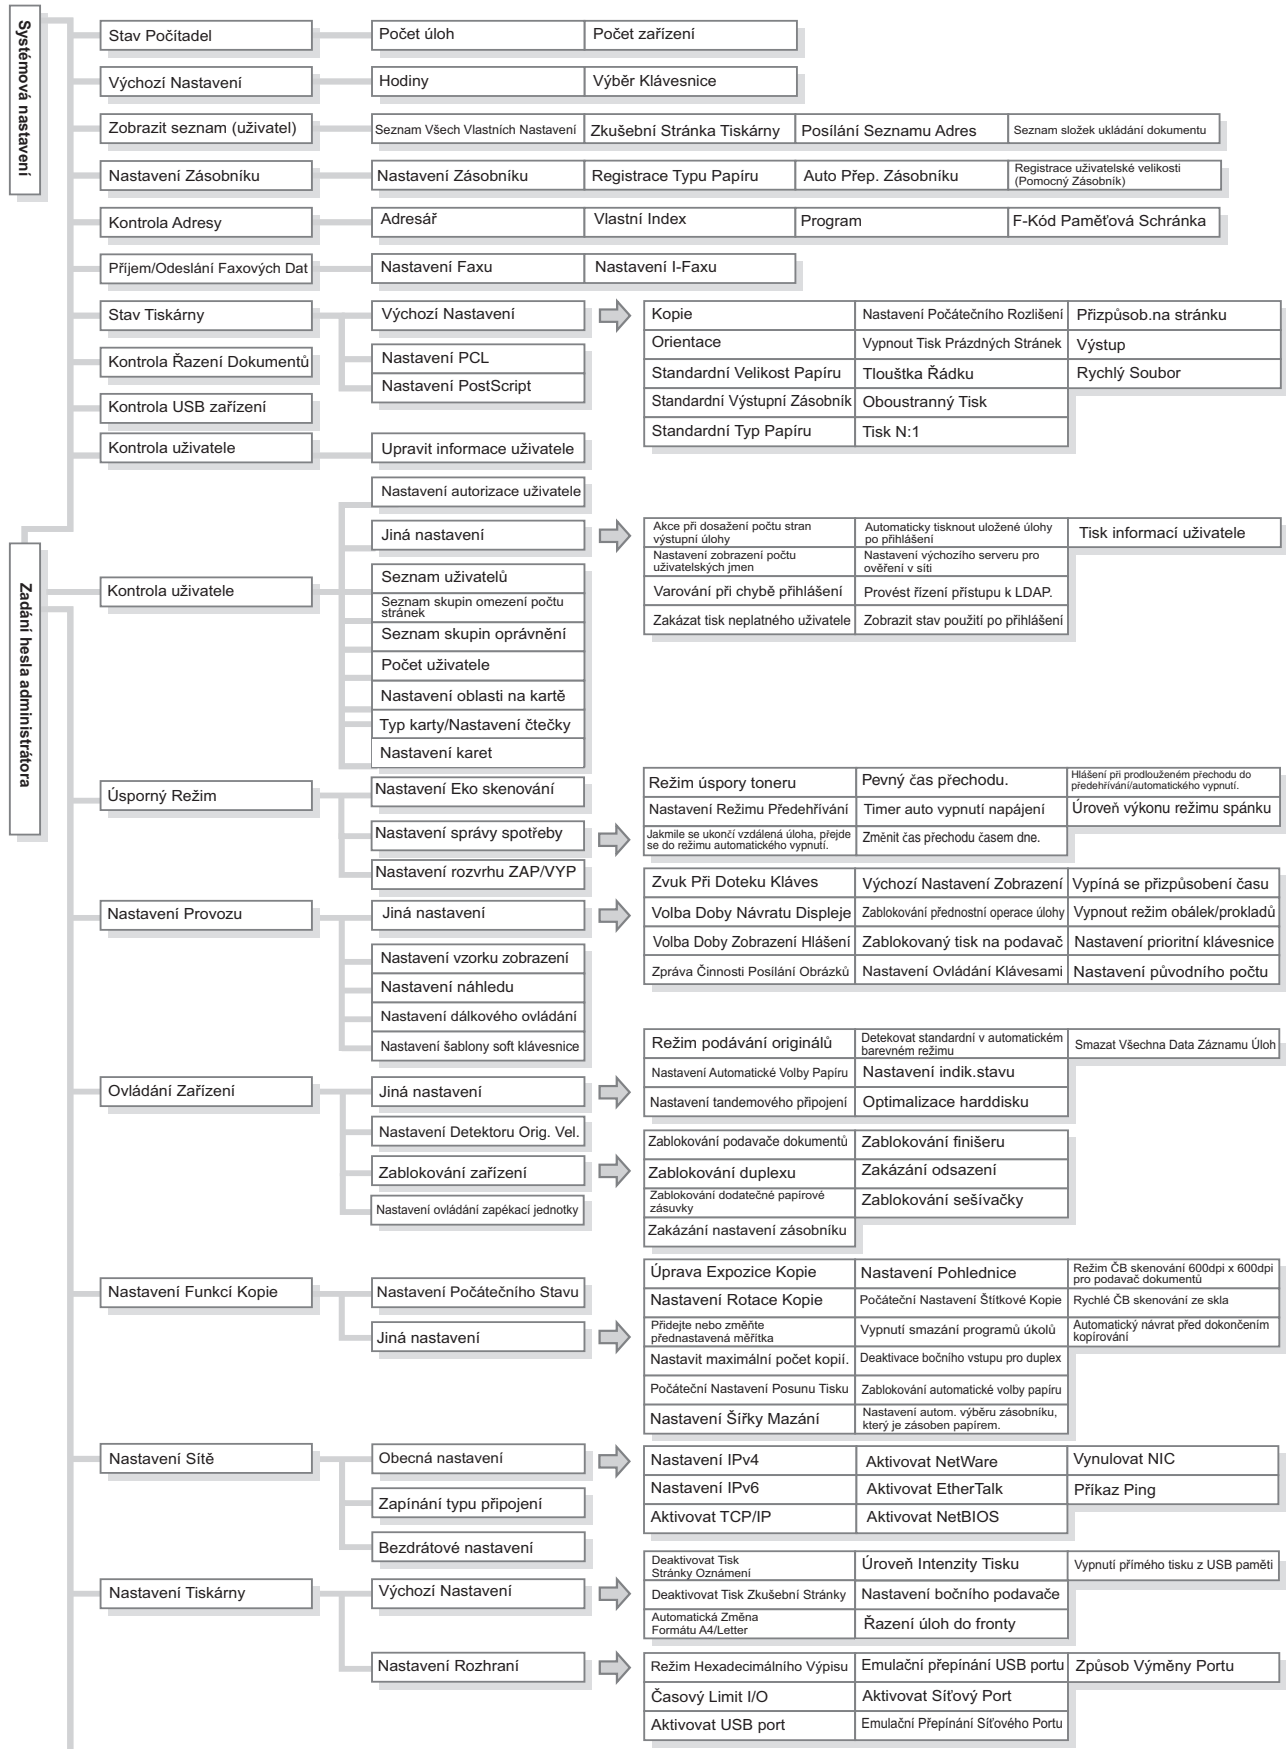 Systémová nastavení
Stav Počítadel
Počet úloh
Počet zařízení
Výchozí Nastavení
Hodiny
Výběr Klávesnice
Zobrazit seznam (uživatel)
Seznam Všech Vlastních Nastavení
Zkušební Stránka Tiskárny
Posílání Seznamu Adres
Seznam složek ukládání dokumentu
Nastavení Zásobníku
Nastavení Zásobníku
Registrace Typu Papíru
Auto Přep. Zásobníku
Registrace uživatelské velikosti
(Pomocný Zásobník)
Kontrola Adresy
Adresář
Vlastní Index
Program
F-Kód Paměťová Schránka
Příjem/Odeslání Faxových Dat
Nastavení Faxu
Nastavení I-Faxu
Stav Tiskárny
Výchozí Nastavení
Kopie
Nastavení Počátečního Rozlišení
Přizpůsob.na stránku
Orientace
Vypnout Tisk Prázdných Stránek
Výstup
Nastavení PCL
Kontrola Řazení Dokumentů
Standardní Velikost Papíru
Tlouštka Řádku
Rychlý Soubor
Nastavení PostScript
Standardní Výstupní Zásobník
Oboustranný Tisk
Kontrola USB zařízení
Standardní Typ Papíru
Tisk N:1
Kontrola uživatele
Upravit informace uživatele
Zadání hesla administrátora
Kontrola uživatele
Nastavení autorizace uživatele
Jiná nastavení
Akce při dosažení počtu stran
výstupní úlohy
Automaticky tisknout uložené úlohy
po přihlášení
Tisk informací uživatele
Nastavení zobrazení počtu
uživatelských jmen
Nastavení výchozího serveru pro
ověření v síti
Varování při chybě přihlášení
Provést řízení přístupu k LDAP.
Zakázat tisk neplatného uživatele
Zobrazit stav použití po přihlášení
Seznam uživatelů
Seznam skupin omezení počtu
stránek
Seznam skupin oprávnění
Počet uživatele
Nastavení oblasti na kartě
Typ karty/Nastavení čtečky
Nastavení karet
Úsporný Režim
Nastavení Eko skenování
Nastavení správy spotřeby
Režim úspory toneru
Pevný čas přechodu.
Hlášení při prodlouženém přechodu do
předehřívání/automatického vypnutí.
Nastavení Režimu Předehřívání
Timer auto vypnutí napájení
Úroveň výkonu režimu spánku
Jakmile se ukončí vzdálená úloha, přejde
se do režimu automatického vypnutí.
Změnit čas přechodu časem dne.
Nastavení rozvrhu ZAP/VYP
Nastavení Provozu
Jiná nastavení
Zvuk Při Doteku Kláves
Výchozí Nastavení Zobrazení
Vypíná se přizpůsobení času
Volba Doby Návratu Displeje
Zablokování přednostní operace úlohy
Vypnout režim obálek/prokladů
Volba Doby Zobrazení Hlášení
Zablokovaný tisk na podavač
Nastavení prioritní klávesnice
Zpráva Činnosti Posílání Obrázků
Nastavení Ovládání Klávesami
Nastavení původního počtu
Nastavení vzorku zobrazení
Nastavení náhledu
Nastavení dálkového ovládání
Nastavení šablony soft klávesnice
Ovládání Zařízení
Jiná nastavení
Režim podávání originálů
Detekovat standardní v automatickém
barevném režimu
Smazat Všechna Data Záznamu Úloh
Nastavení Automatické Volby Papíru
Nastavení indik.stavu
Nastavení tandemového připojení
Optimalizace harddisku
Nastavení Detektoru Orig. Vel.
Zablokování zařízení
Zablokování podavače dokumentů
Zablokování finišeru
Zablokování duplexu
Zakázání odsazení
Zablokování dodatečné papírové
zásuvky
Zablokování sešívačky
Zakázání nastavení zásobníku
Nastavení ovládání zapékací jednotky
Nastavení Funkcí Kopie
Nastavení Počátečního Stavu
Jiná nastavení
Úprava Expozice Kopie
Nastavení Pohlednice
Režim ČB skenování 600dpi x 600dpi
pro podavač dokumentů
Nastavení Rotace Kopie
Počáteční Nastavení Štítkové Kopie
Rychlé ČB skenování ze skla
Přidejte nebo změňte
přednastavená měřítka
Vypnutí smazání programů úkolů
Automatický návrat před dokončením
kopírování
Nastavit maximální počet kopií.
Deaktivace bočního vstupu pro duplex
Počáteční Nastavení Posunu Tisku
Zablokování automatické volby papíru
Nastavení Šířky Mazání
Nastavení autom. výběru zásobníku,
který je zásoben papírem.
Nastavení Sítě
Obecná nastavení
Nastavení IPv4
Aktivovat NetWare
Vynulovat NIC
Nastavení IPv6
Aktivovat EtherTalk
Příkaz Ping
Aktivovat TCP/IP
Aktivovat NetBIOS
Zapínání typu připojení
Bezdrátové nastavení
Nastavení Tiskárny
Výchozí Nastavení
Deaktivovat Tisk
Stránky Oznámení
Úroveň Intenzity Tisku
Vypnutí přímého tisku z USB paměti
Deaktivovat Tisk Zkušební Stránky
Nastavení bočního podavače
Automatická Změna
Formátu A4/Letter
Řazení úloh do fronty
Nastavení Rozhraní
Režim Hexadecimálního Výpisu
Emulační přepínání USB portu
Způsob Výměny Portu
Časový Limit I/O
Aktivovat Síťový Port
Aktivovat USB port
Emulační Přepínání Síťového Portu